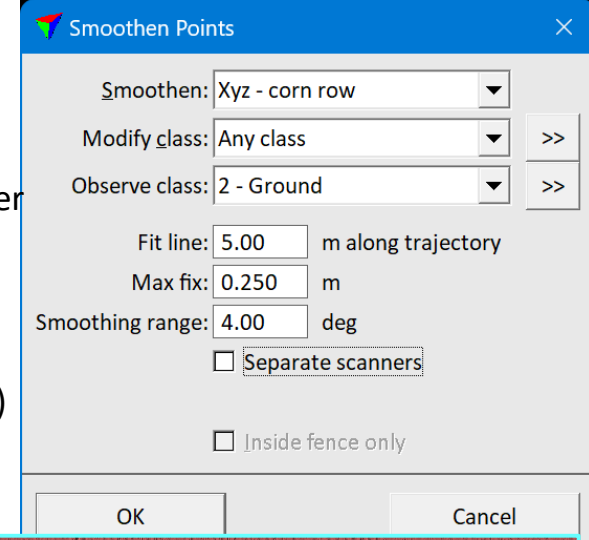 Smoothen Points
Smoothen: Xyz - corn row
Modify class: Any class >>
er
Observe class: 2 - Ground >>
Fit line: 5.00 m along trajectory
Max fix: 0.250 m
Smoothing range: 4.00 deg
Separate scanners
)
Inside fence only
OK Cancel